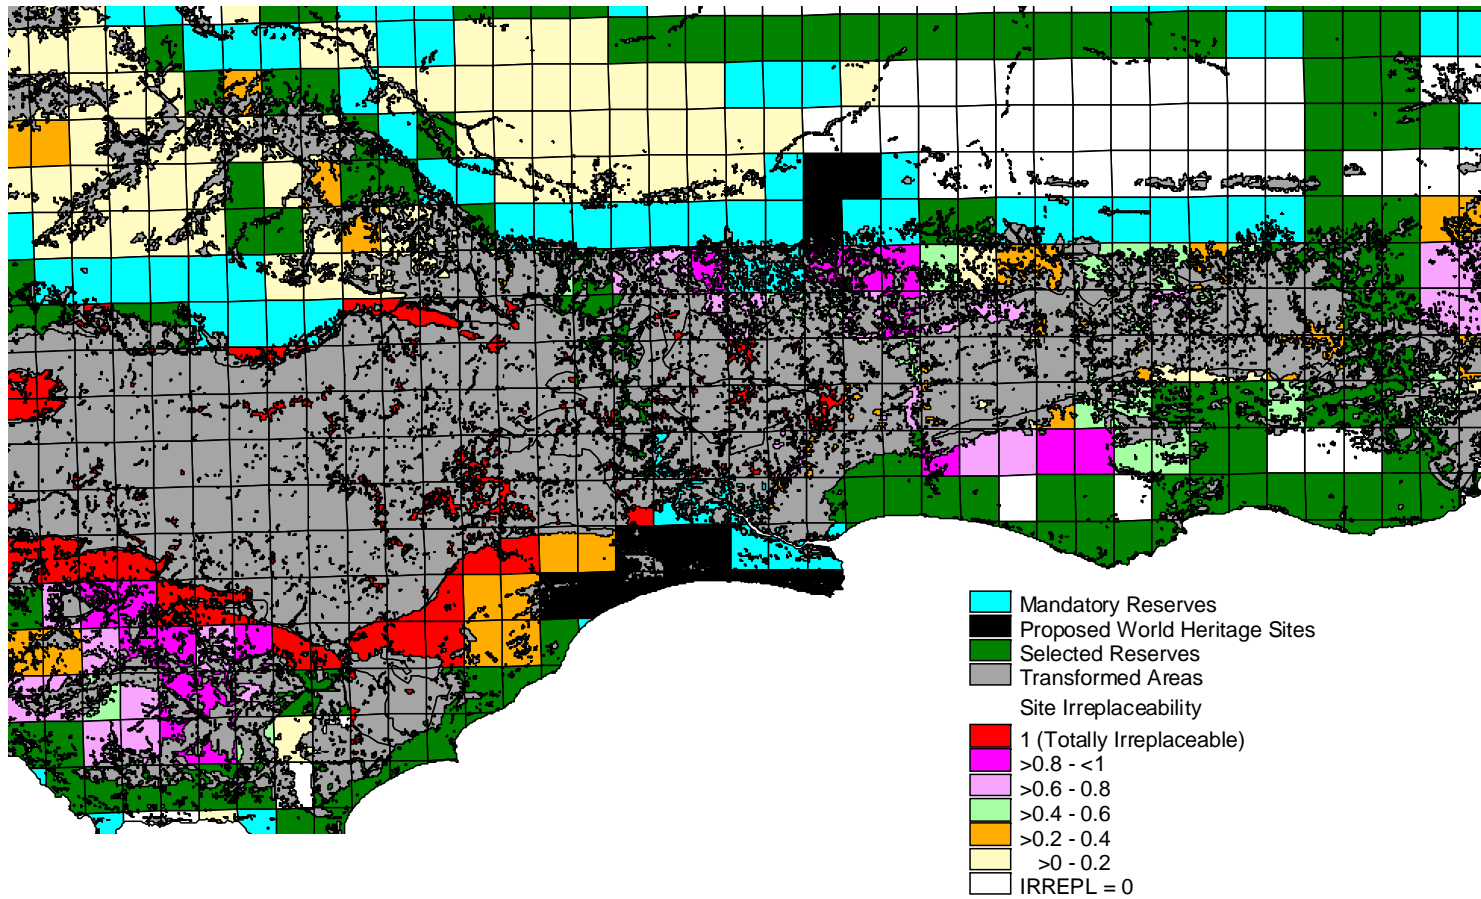 Mandatory Reserves
Proposed World Heritage Sites
Selected Reserves
Transformed Areas
Site Irreplaceability
1 (Totally Irreplaceable)
>0.8 - <1
>0.6 - 0.8
>0.4 - 0.6
>0.2 - 0.4
>0 - 0.2
IRREPL = 0